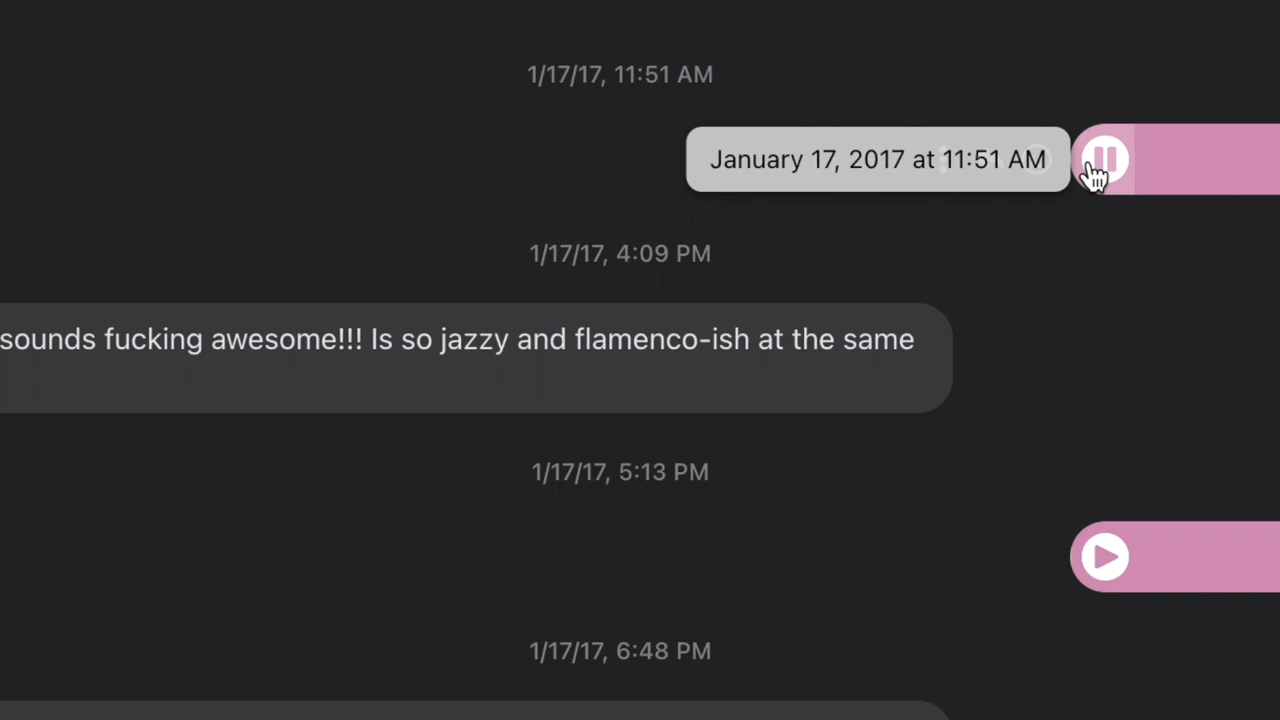 1/17/17, 11:51 AM
January 17, 2017 at 11:51 AM
1/17/17, 4:09 PM
sounds fucking awesome!!! Is so jazzy and flamenco-ish at the same
1/17/17, 5:13 PM
1/17/17, 6:48 PM